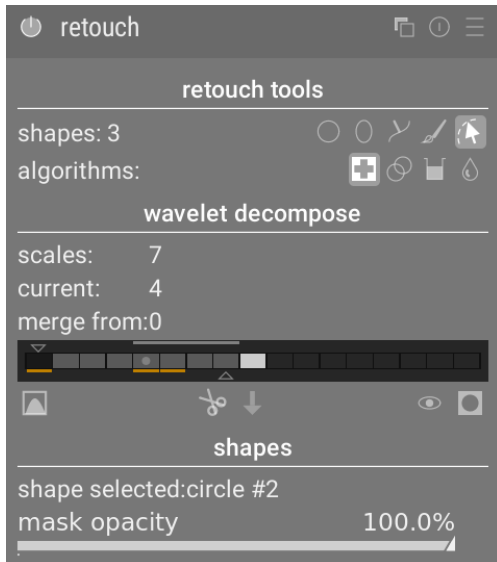 retouch
retouch tools
shapes: 3
algorithms:
wavelet decompose
scales: 7
current: 4
merge from:0
shapes
shape selected:circle #2
mask opacity 100.0%